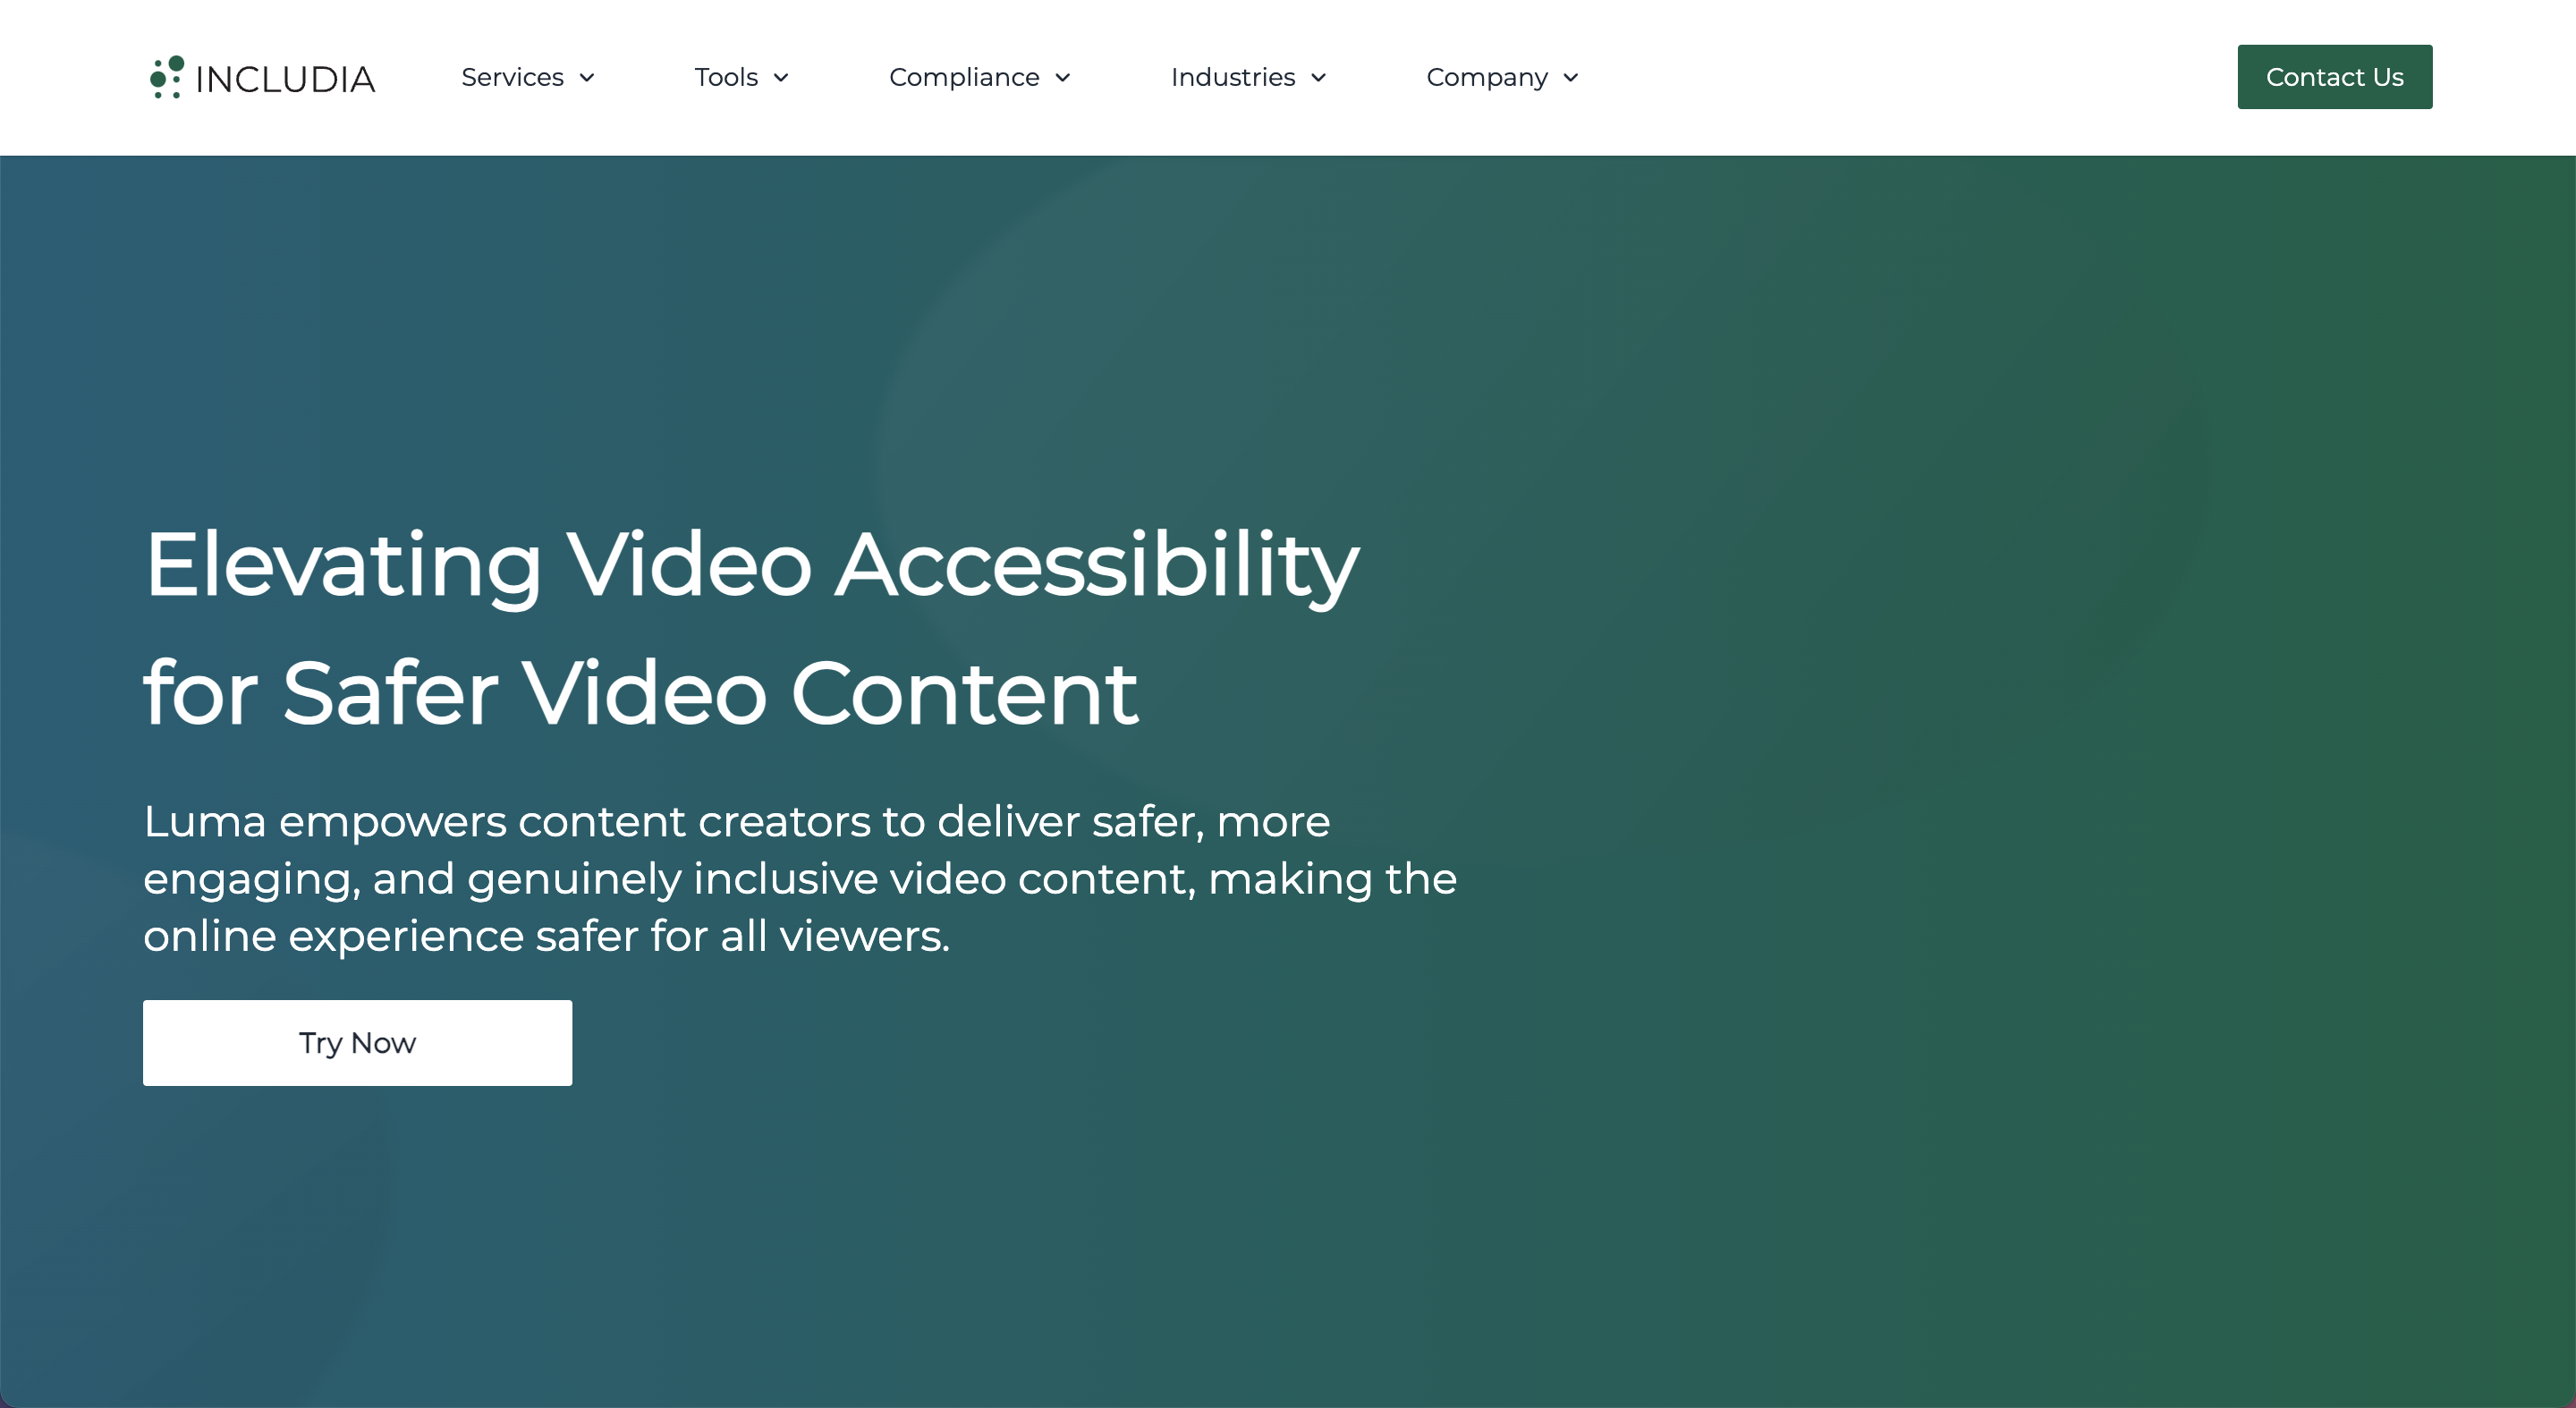 INCLUDIA
Services
Tools
Compliance
Industries
Company
Contact Us
Elevating Video Accessibility
for Safer Video Content
Luma empowers content creators to deliver safer, more
engaging, and genuinely inclusive video content, making the
online experience safer for all viewers.
Try Now